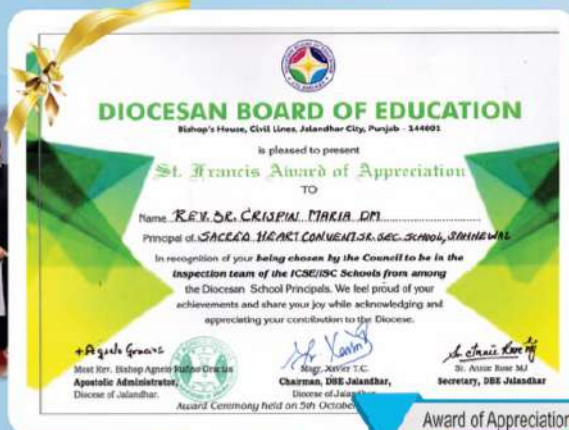 DIOCESAN BOARD OF EDUCATION
Bishop's House, Civil Lines, Jalandhar City, Punjab - 144001
is pleased to present
St. Francis Award of Appreciation
TO
Name REV. SR. CRISPIN MARIA DM
Principal of SACRED HEART CONVENT SR. SEC. SCHOOL, SAHNEWAL
In recognition of your being chosen by the Council to be in the
inspection team of the ICSE/ISC Schools from among
the Diocesan School Principals. We feel proud of your
achievements and share your joy while acknowledging and
appreciating your contribution to the Diocese.
Most Rev. Bishop Agnelo Rufino Gracias
Apostolic Administrator,
Diocese of Jalandhar.
Msgr. Xavier T.C.
Chairman, DBE Jalandhar,
Diocese of
Sr. Annie Rose MJ
Secretary, DBE Jalandhar
Award Ceremony held on 5th October
Award of Appreciation